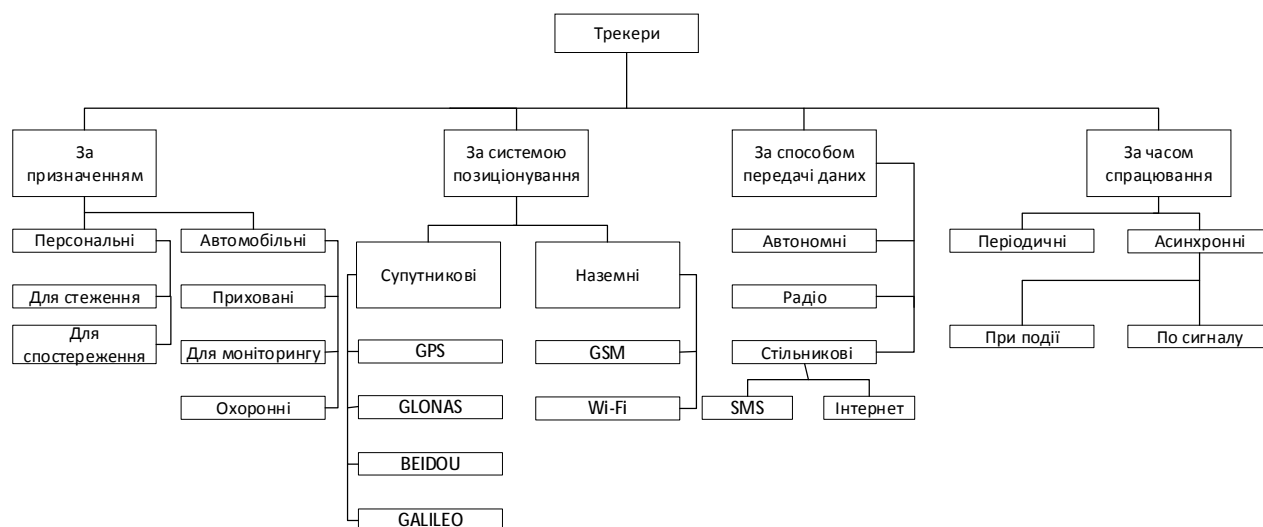 Трекери
За
призначенням
За системою
позиціонування
За способом
передачі даних
За часом
спрацювання
Персональні
Для стеження
Для
спостереження
Автомобільні
Приховані
Для моніторингу
Охоронні
Супутникові
GPS
GLONAS
BEIDOU
GALILEO
Наземні
GSM
Wi-Fi
Автономні
Радіо
Стільникові
SMS
Інтернет
Періодичні
Асинхронні
При події
По сигналу